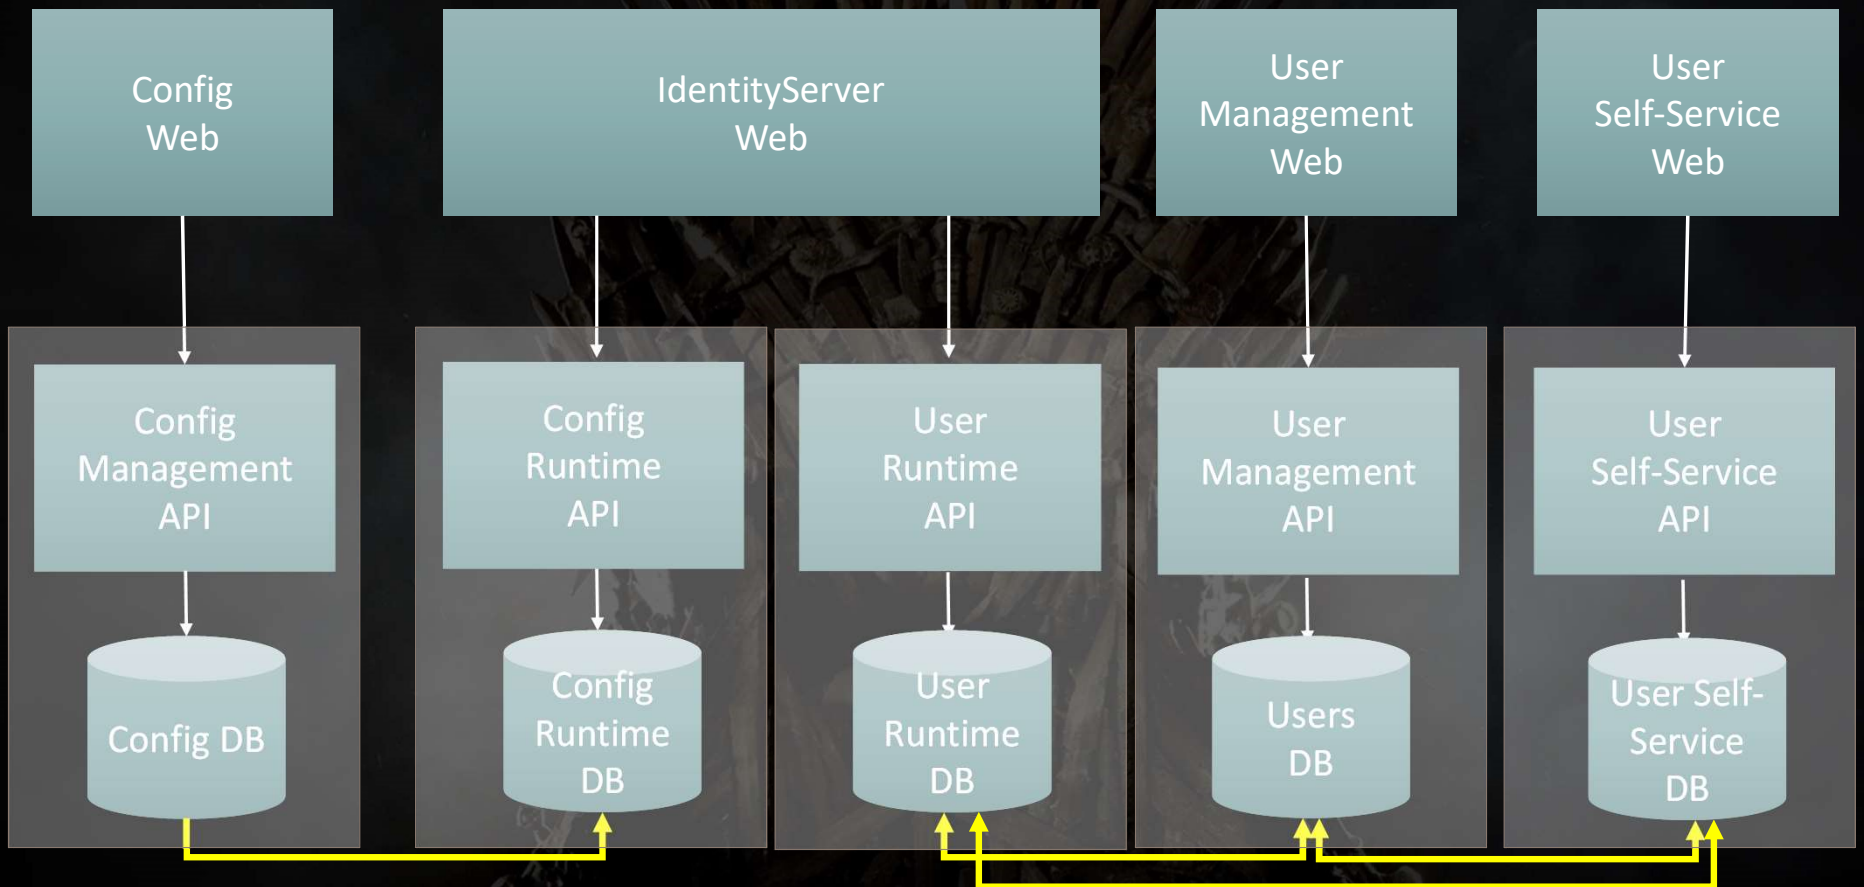 Config
Web
IdentityServer
Web
User
Management
Web
User
Self-Service
Web
Config
Management
API
Config
Runtime
API
User
Runtime
API
User
Management
API
User
Self-Service
API
Config DB
Config
Runtime
DB
User
Runtime
DB
Users
DB
User Self-
Service
DB